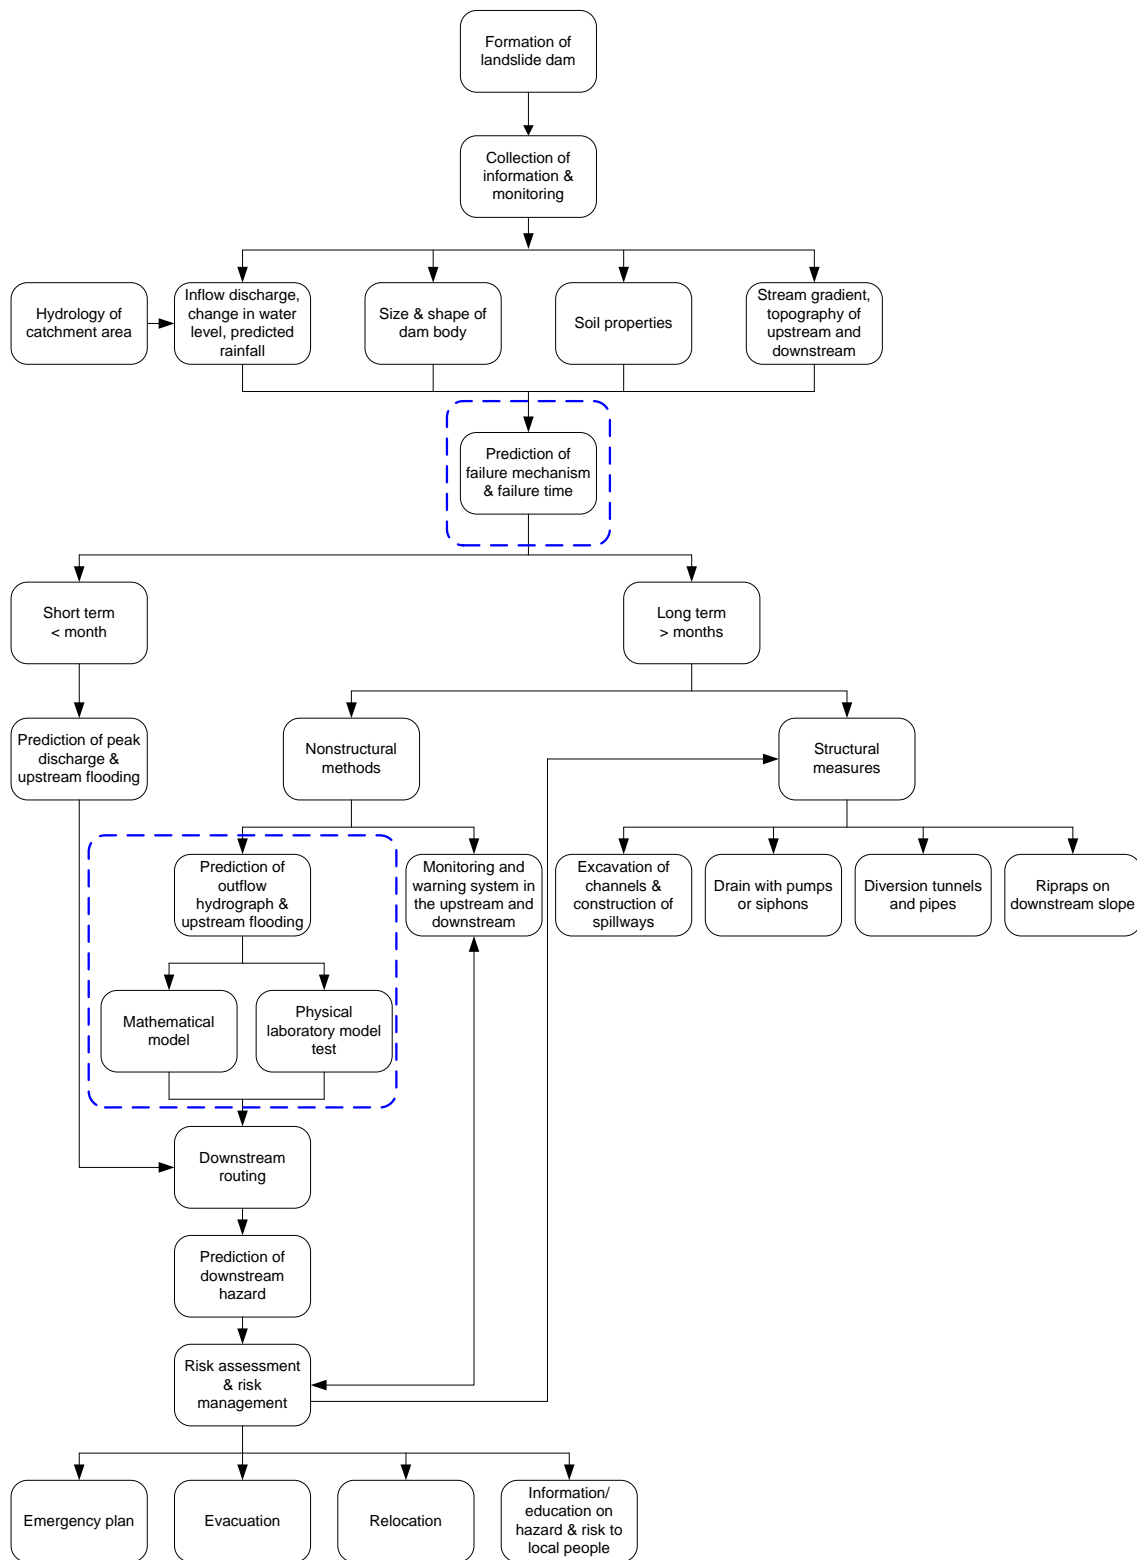 Formation of
landslide dam
Collection of
information &
monitoring
Hydrology of
catchment area
Inflow discharge,
change in water
level, predicted
rainfall
Size & shape of
dam body
Soil properties
Stream gradient,
topography of
upstream and
downstream
Prediction of
failure mechanism
& failure time
Short term
< month
Long term
> months
Prediction of peak
discharge &
upstream flooding
Nonstructural
methods
Structural
measures
Prediction of
outflow
hydrograph &
upstream flooding
Monitoring and
warning system in
the upstream and
downstream
Excavation of
channels &
construction of
spillways
Drain with pumps
or siphons
Diversion tunnels
and pipes
Ripraps on
downstream slope
Mathematical
model
Physical
laboratory model
test
Downstream
routing
Prediction of
downstream
hazard
Risk assessment
& risk
management
Emergency plan
Evacuation
Relocation
Information/
education on
hazard & risk to
local people